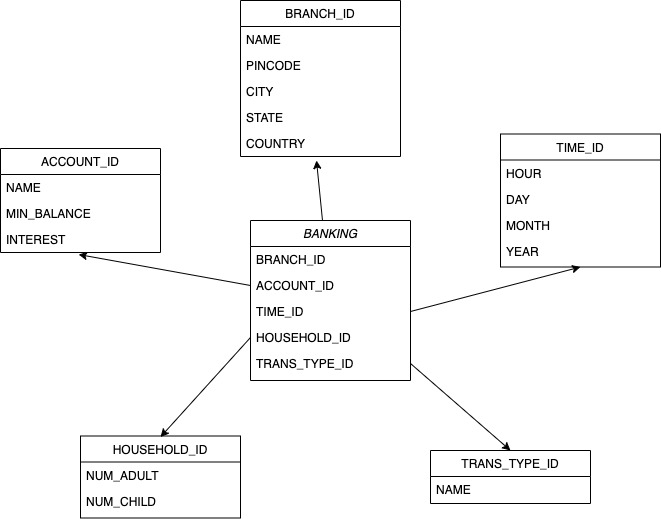 BRANCH_ID
NAME
PINCODE
CITY
STATE
COUNTRY
ACCOUNT_ID
NAME
MIN_BALANCE
INTEREST
TIME_ID
HOUR
DAY
MONTH
YEAR
BANKING
BRANCH_ID
ACCOUNT_ID
TIME_ID
HOUSEHOLD_ID
TRANS_TYPE_ID
HOUSEHOLD_ID
NUM_ADULT
NUM_CHILD
TRANS_TYPE_ID
NAME